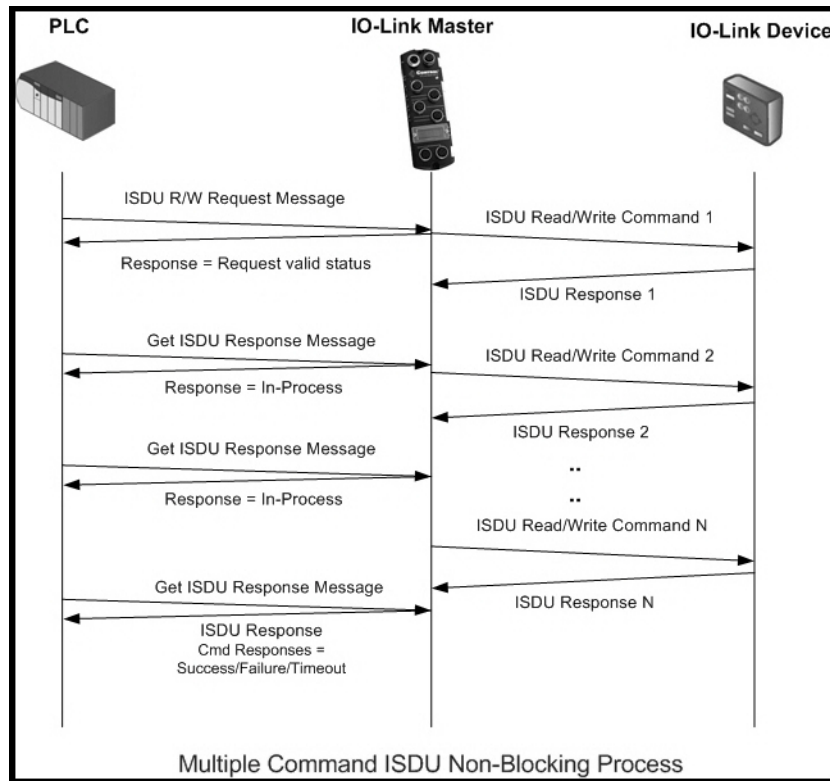 PLC
IO-Link Master
IO-Link Device
ISDU R/W Request Message
ISDU Read/Write Command 1
Response = Request valid status
ISDU Response 1
Get ISDU Response Message
ISDU Read/Write Command 2
Response = In-Process
ISDU Response 2
Get ISDU Response Message
..
Response = In-Process
..
ISDU Read/Write Command N
Get ISDU Response Message
ISDU Response N
ISDU Response
Cmd Responses =
Success/Failure/Timeout
Multiple Command ISDU Non-Blocking Process